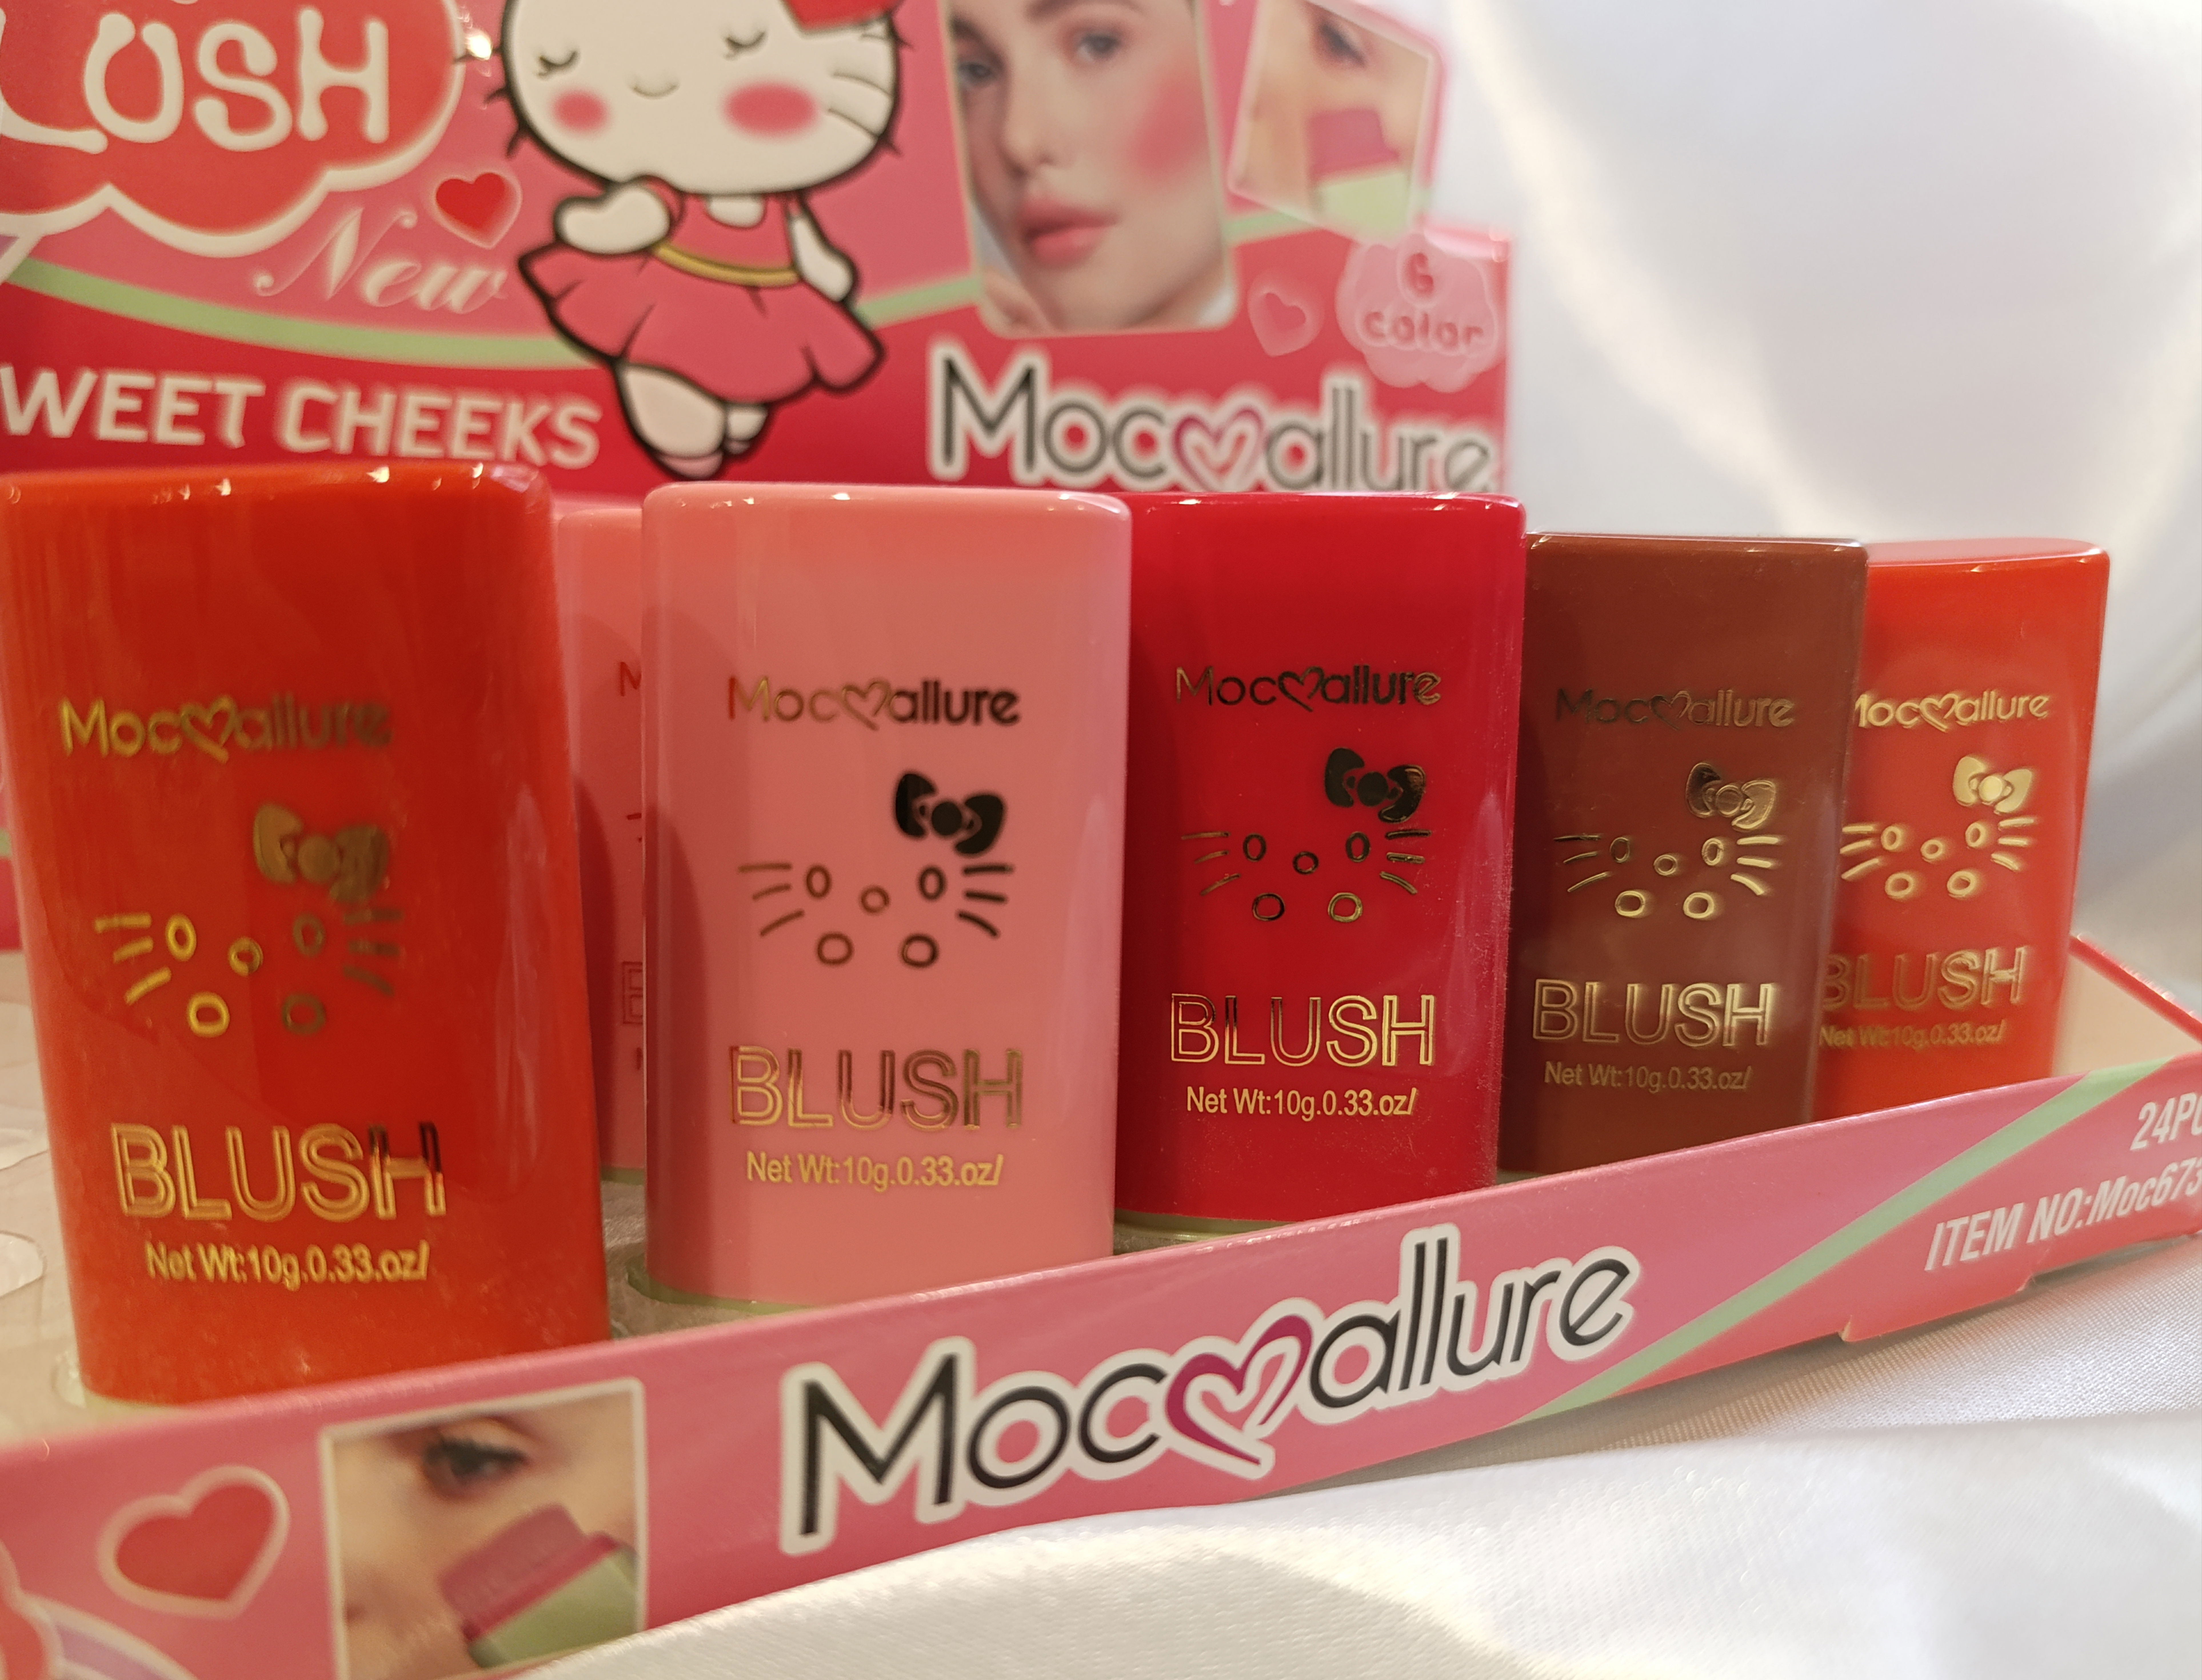 LUSH
New
WEET CHEEKS
6
color
Mocallure
Mocallure
BLUSH
Net Wt:10g.0.33.oz/
M
Mocallure
BLUSH
Net Wt:10g.0.33.oz/
Mocallure
BLUSH
Net Wt:10g.0.33.oz/
Mocallure
BLUSH
Net Wt:10g.0.33.oz/
Mocallure
BLUSH
Net Wt:10g.0.33.oz/
Mocallure
24PC
ITEM NO:Moc673